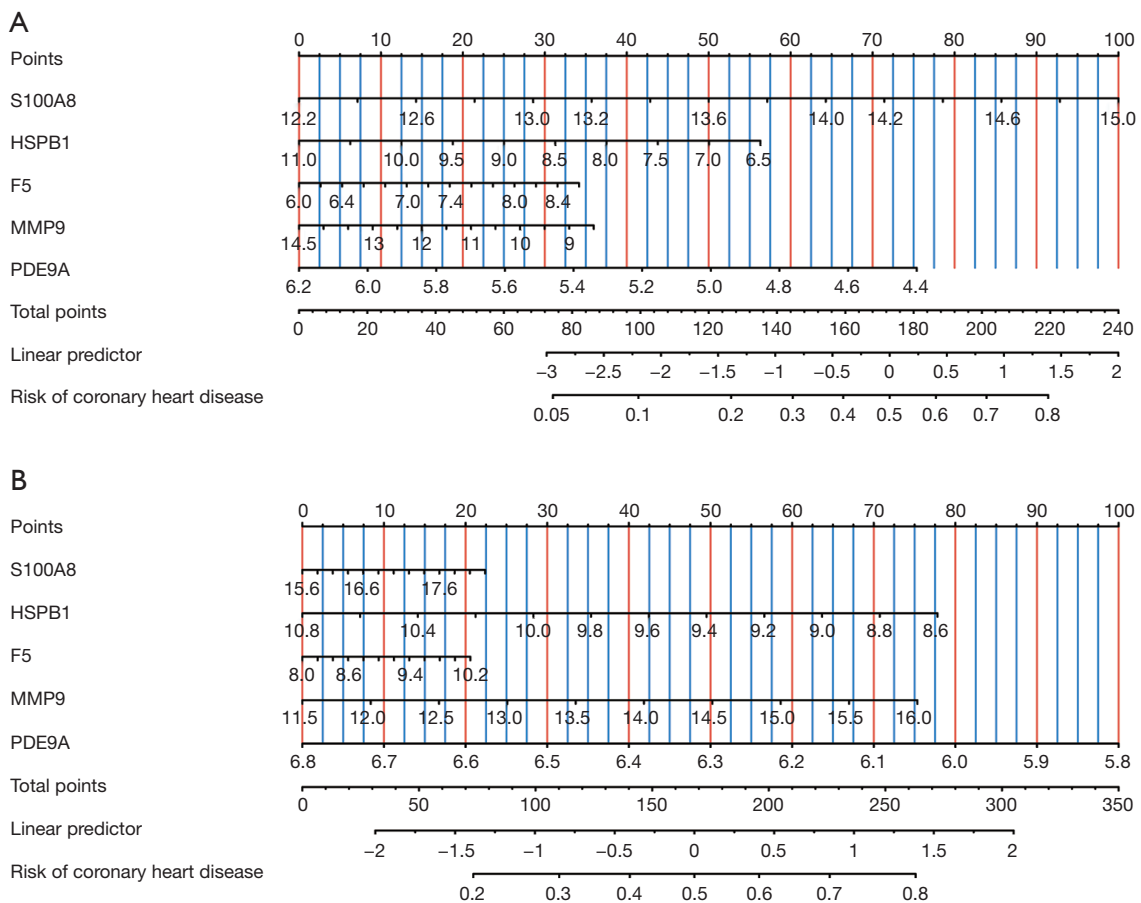 A
0 10 20 30 40 50 60 70 80 90 100
Points
S100A8
12.2 12.6 13.0 13.2 13.6 14.0 14.2 14.6 15.0
HSPB1
11.0 10.0 9.5 9.0 8.5 8.0 7.5 7.0 6.5
F5
6.0 6.4 7.0 7.4 8.0 8.4
MMP9
14.5 13 12 11 10 9
PDE9A
6.2 6.0 5.8 5.6 5.4 5.2 5.0 4.8 4.6 4.4
Total points
0 20 40 60 80 100 120 140 160 180 200 220 240
Linear predictor
−3 −2.5 −2 −1.5 −1 −0.5 0 0.5 1 1.5 2
Risk of coronary heart disease
0.05 0.1 0.2 0.3 0.4 0.5 0.6 0.7 0.8
B
0 10 20 30 40 50 60 70 80 90 100
Points
S100A8
15.6 16.6 17.6
HSPB1
10.8 10.4 10.0 9.8 9.6 9.4 9.2 9.0 8.8 8.6
F5
8.0 8.6 9.4 10.2
MMP9
11.5 12.0 12.5 13.0 13.5 14.0 14.5 15.0 15.5 16.0
PDE9A
6.8 6.7 6.6 6.5 6.4 6.3 6.2 6.1 6.0 5.9 5.8
Total points
0 50 100 150 200 250 300 350
Linear predictor
−2 −1.5 −1 −0.5 0 0.5 1 1.5 2
Risk of coronary heart disease
0.2 0.3 0.4 0.5 0.6 0.7 0.8